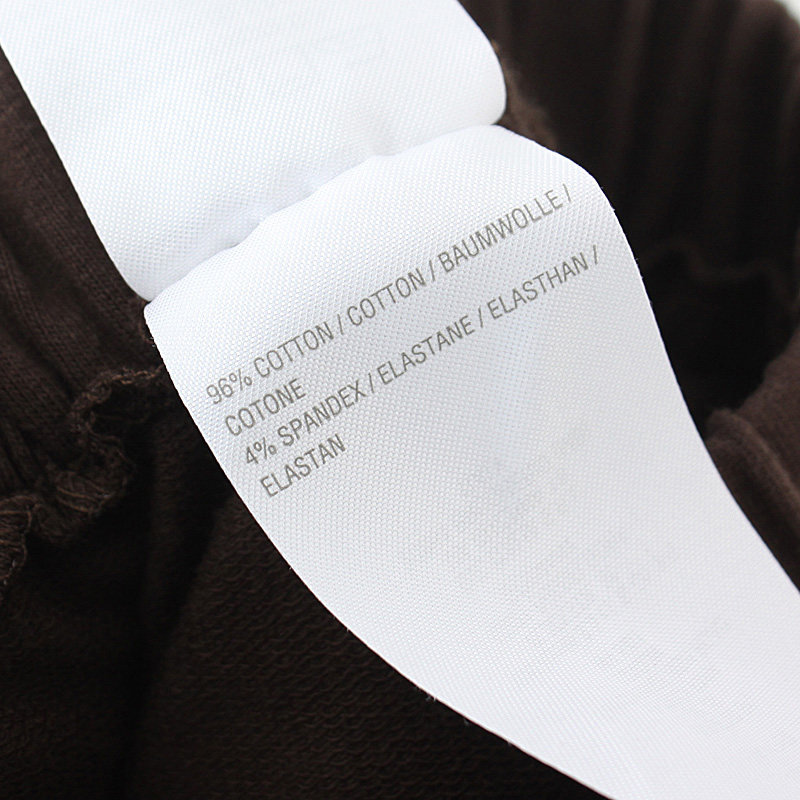 96% COTTON / COTTON / BAUMWOLLE /
COTONE
4% SPANDEX / ELASTANE / ELASTHAN /
ELASTAN